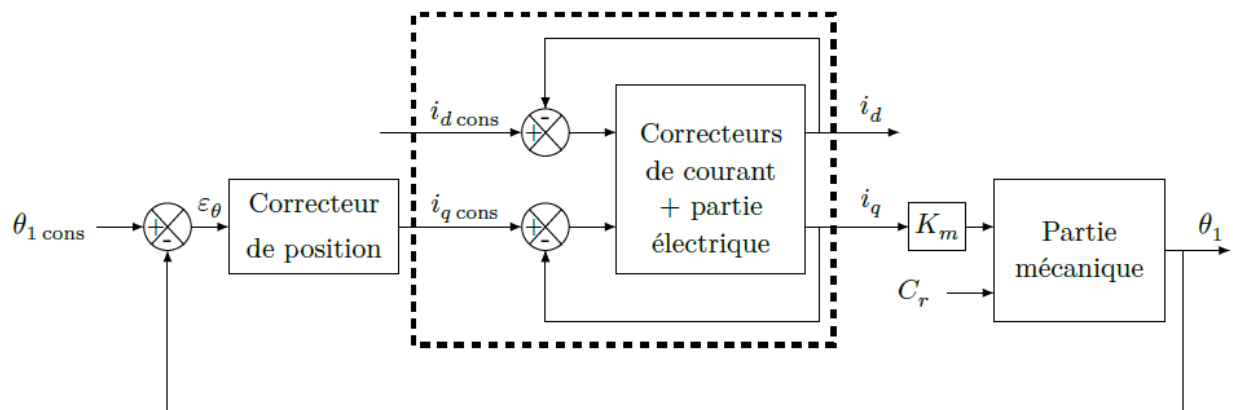 i_d cons
+
-
Correcteurs
de courant
+ partie
électrique
i_d
θ_1 cons
+
-
ε_θ
Correcteur
de position
i_q cons
+
-
i_q
K_m
C_r
Partie
mécanique
θ_1